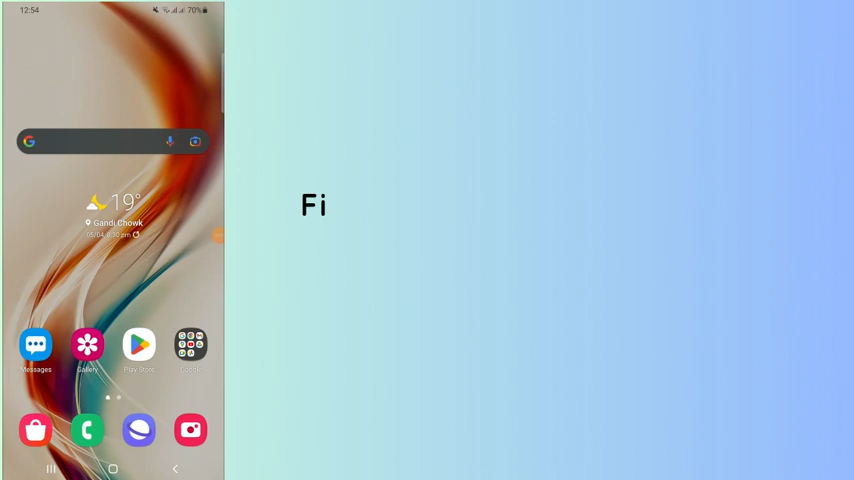 12:54
70%
19°
Gandi Chowk
Messages
Gallery
Play Store
Google
Fi